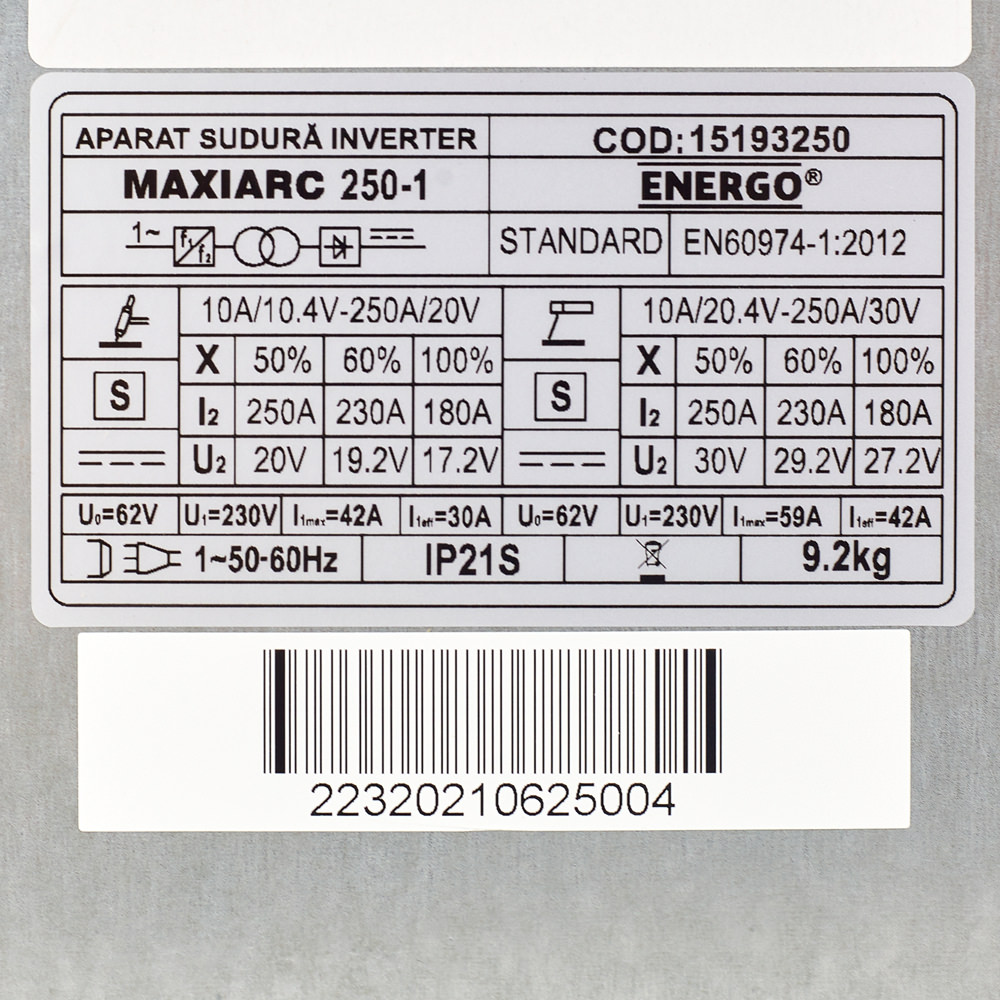 APARAT SUDURĂ INVERTER COD:15193250
MAXIARC 250-1 ENERGO®
1~ f₁ f₂ STANDARD EN60974-1:2012
10A/10.4V-250A/20V 10A/20.4V-250A/30V
X 50% 60% 100% X 50% 60% 100%
S S
I₂ 250A 230A 180A I₂ 250A 230A 180A
U₂ 20V 19.2V 17.2V U₂ 30V 29.2V 27.2V
U₀=62V U₁=230V I₁max=42A I₁eff=30A U₀=62V U₁=230V I₁max=59A I₁eff=42A
1~50-60Hz IP21S 9.2kg
22320210625004